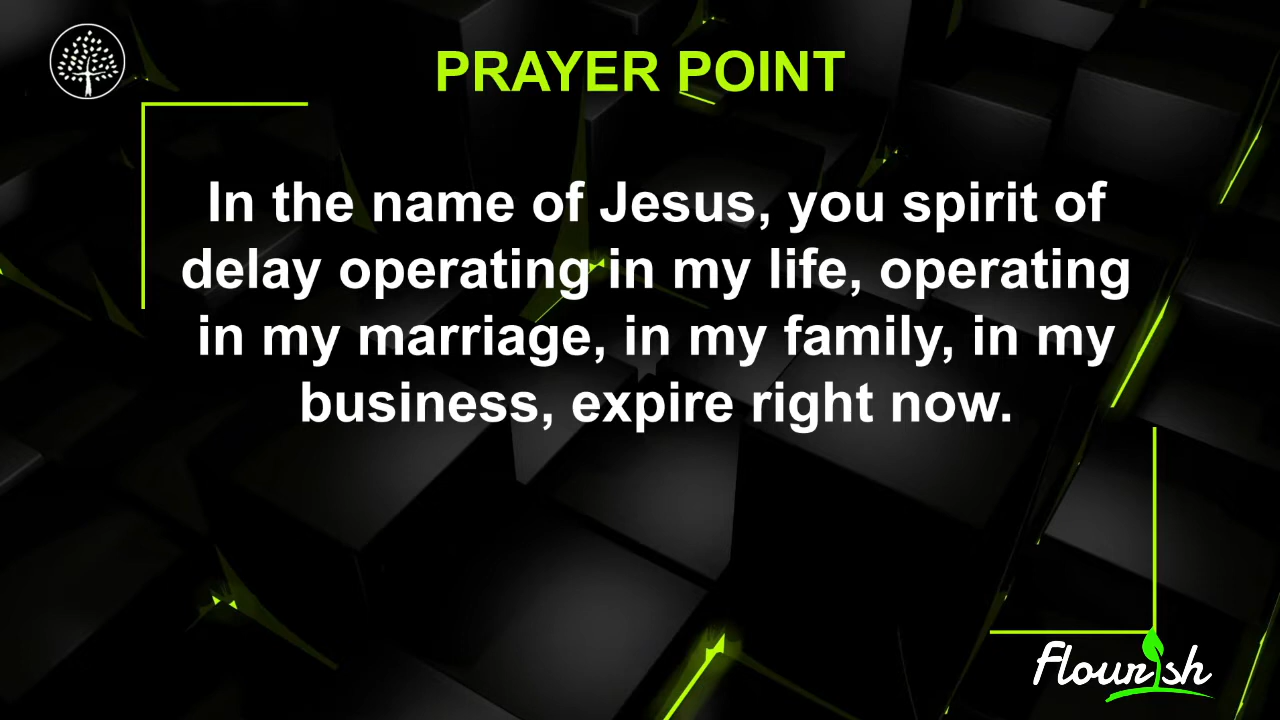 PRAYER POINT
In the name of Jesus, you spirit of
delay operating in my life, operating
in my marriage, in my family, in my
business, expire right now.
Flourish